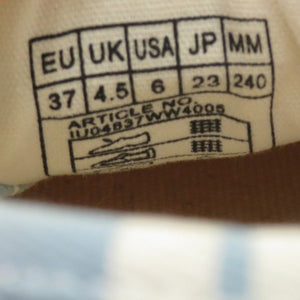 EU UK USA JP MM
37 4.5 6 23 240
ARTICLE NO.
IU04837WW4005